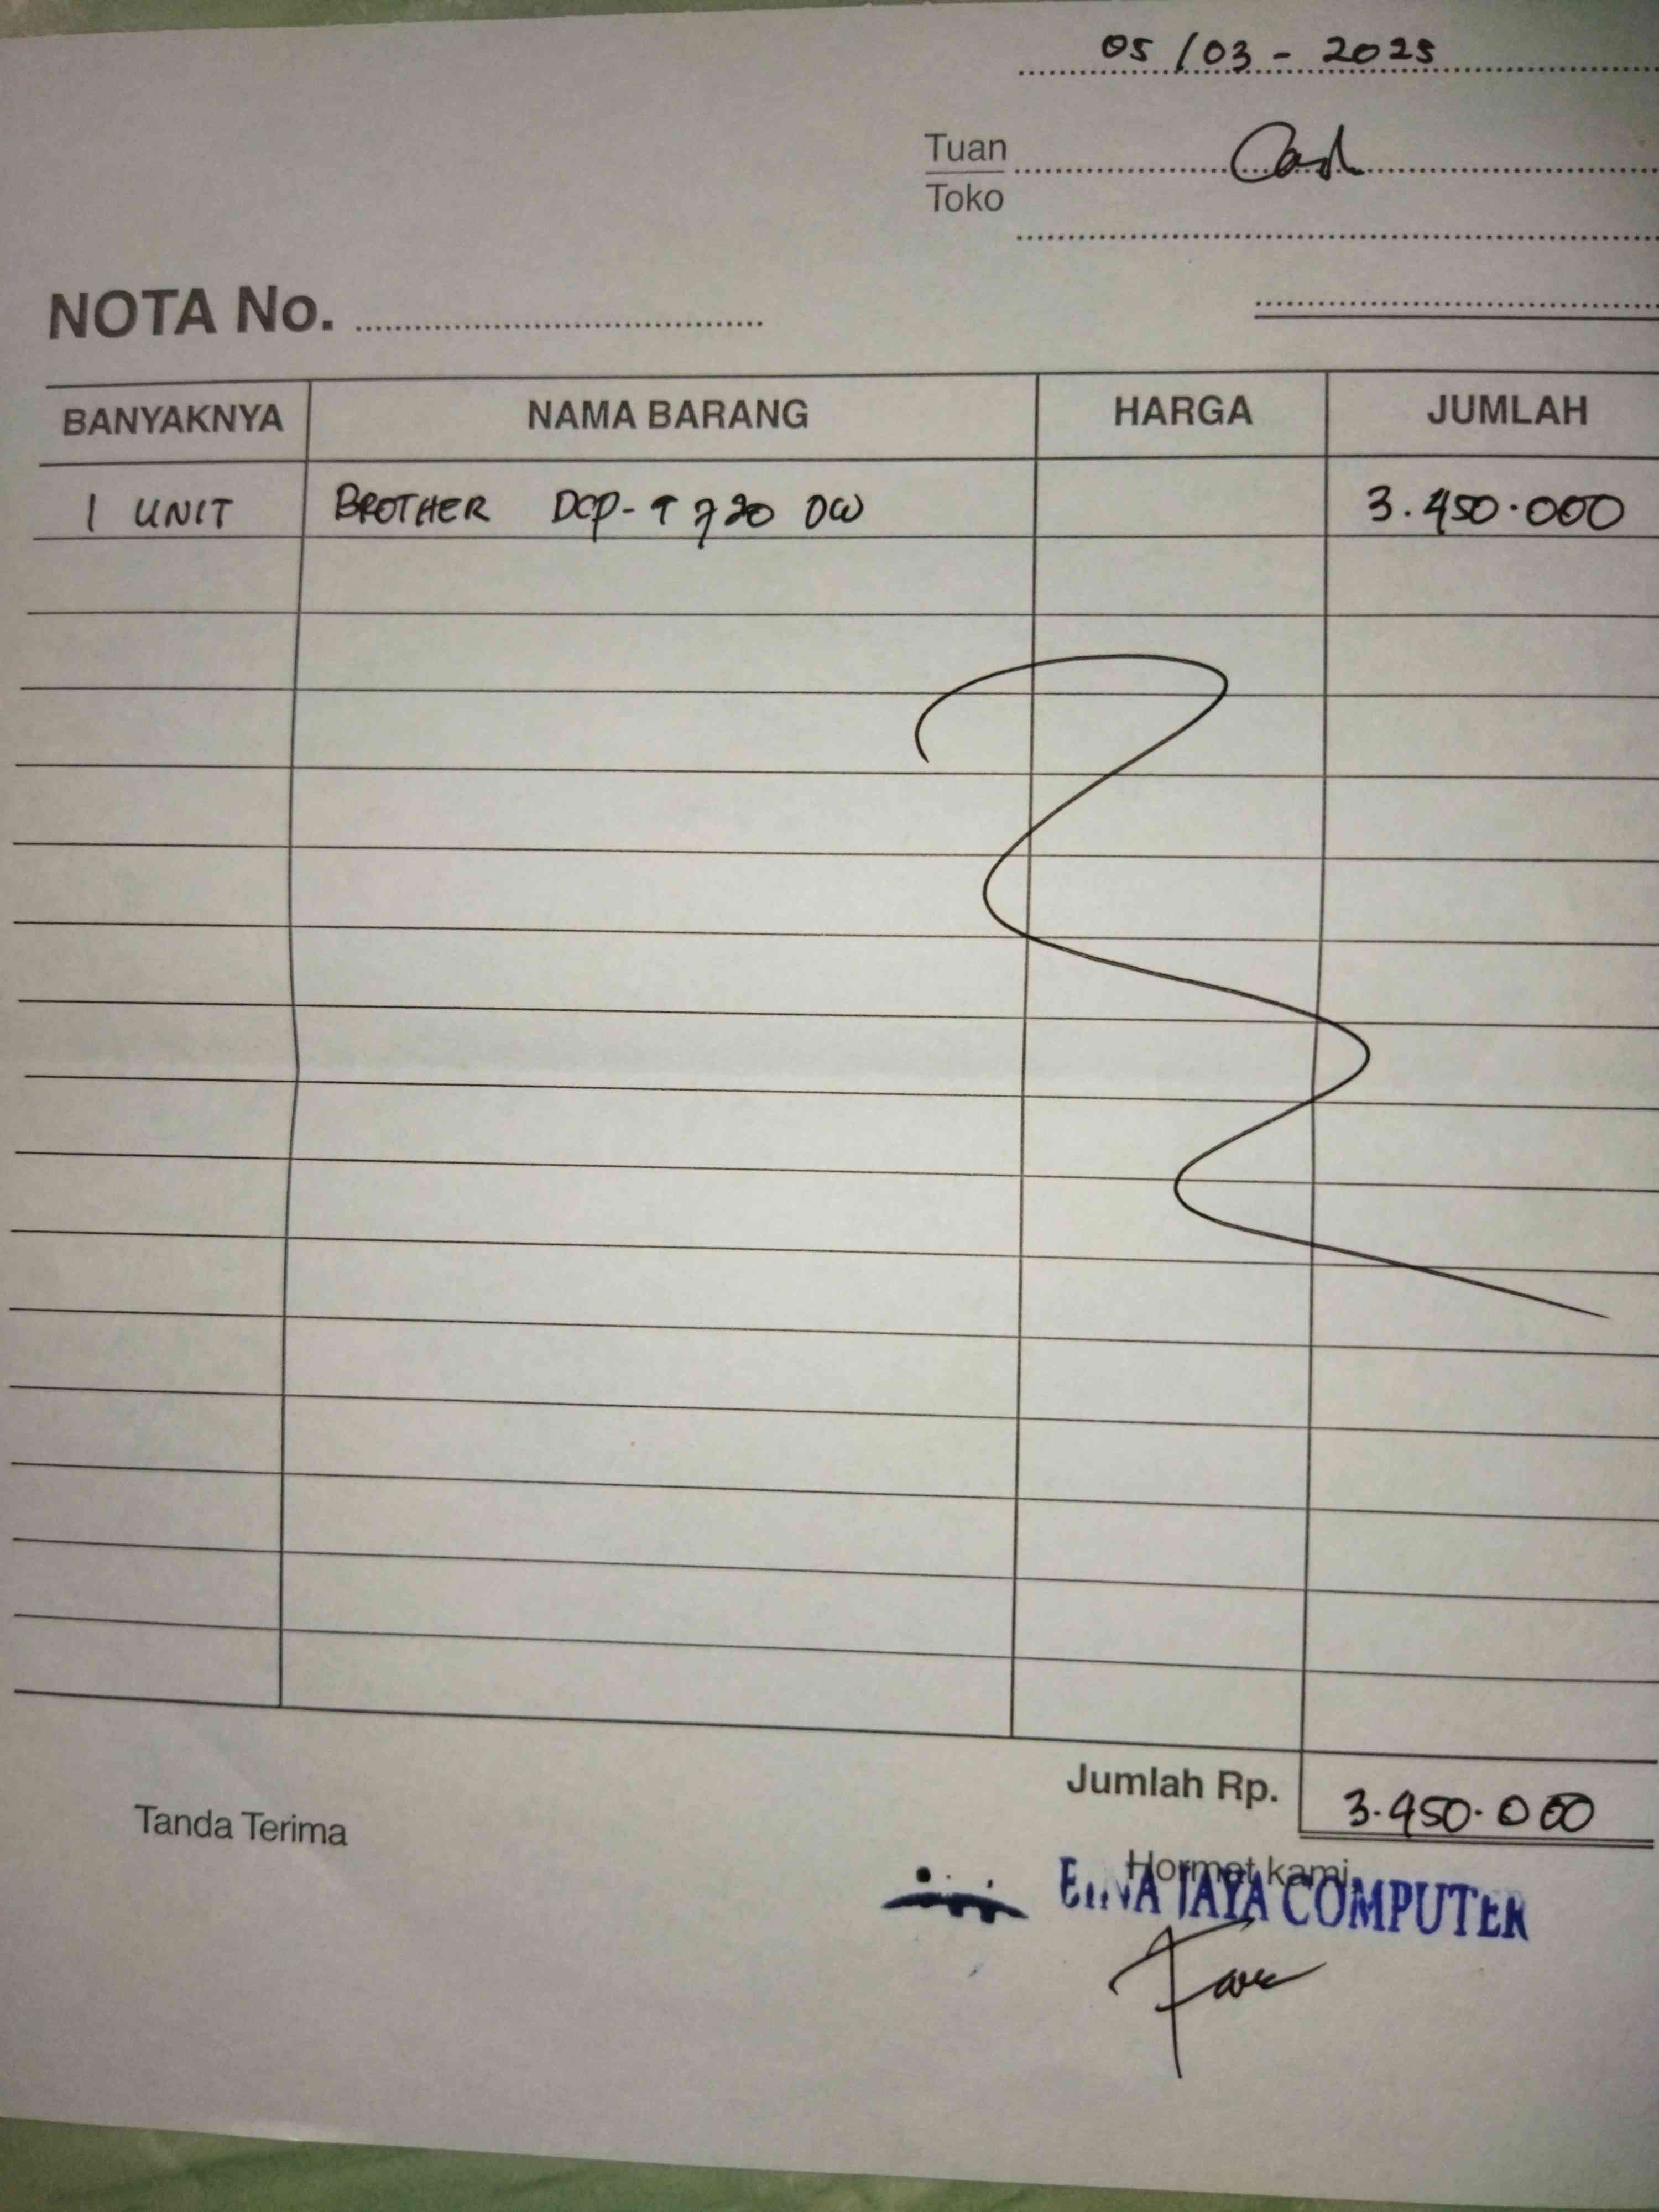 05/03-2025
Tuan Cash
Toko
NOTA No.
BANYAKNYA NAMA BARANG HARGA JUMLAH
1 UNIT BROTHER DCP-T720 DW 3.450.000
Jumlah Rp. 3.450.000
Tanda Terima
Hormat kami,
JAYA COMPUTER